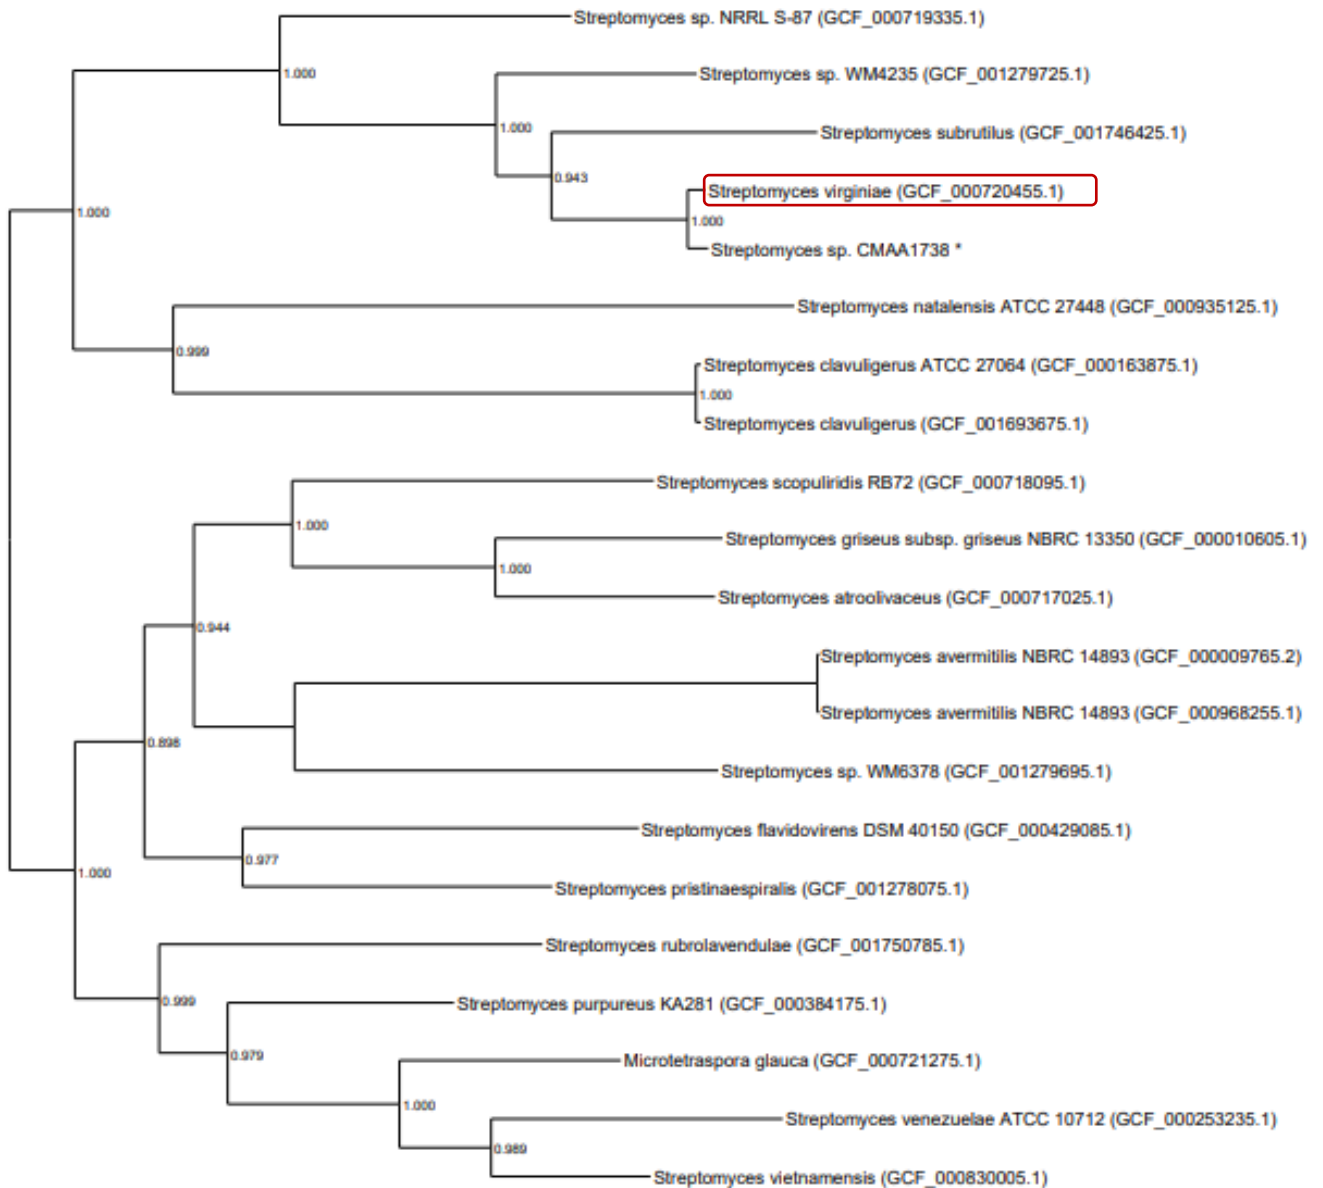 Streptomyces sp. NRRL S-87 (GCF_000719335.1)
1.000
Streptomyces sp. WM4235 (GCF_001279725.1)
1.000
Streptomyces subrutilus (GCF_001746425.1)
0.943
Streptomyces virginiae (GCF_000720455.1)
1.000
1.000
Streptomyces sp. CMAA1738 *
Streptomyces natalensis ATCC 27448 (GCF_000935125.1)
0.999
Streptomyces clavuligerus ATCC 27064 (GCF_000163875.1)
1.000
Streptomyces clavuligerus (GCF_001693675.1)
Streptomyces scopuliridis RB72 (GCF_000718095.1)
1.000
Streptomyces griseus subsp. griseus NBRC 13350 (GCF_000010605.1)
1.000
Streptomyces atroolivaceus (GCF_000717025.1)
0.944
Streptomyces avermitilis NBRC 14893 (GCF_000009765.2)
Streptomyces avermitilis NBRC 14893 (GCF_000968255.1)
0.898
Streptomyces sp. WM6378 (GCF_001279695.1)
Streptomyces flavidovirens DSM 40150 (GCF_000429085.1)
0.977
1.000
Streptomyces pristinaespiralis (GCF_001278075.1)
Streptomyces rubrolavendulae (GCF_001750785.1)
0.999
Streptomyces purpureus KA281 (GCF_000384175.1)
0.979
Microtetraspora glauca (GCF_000721275.1)
1.000
Streptomyces venezuelae ATCC 10712 (GCF_000253235.1)
0.989
Streptomyces vietnamensis (GCF_000830005.1)